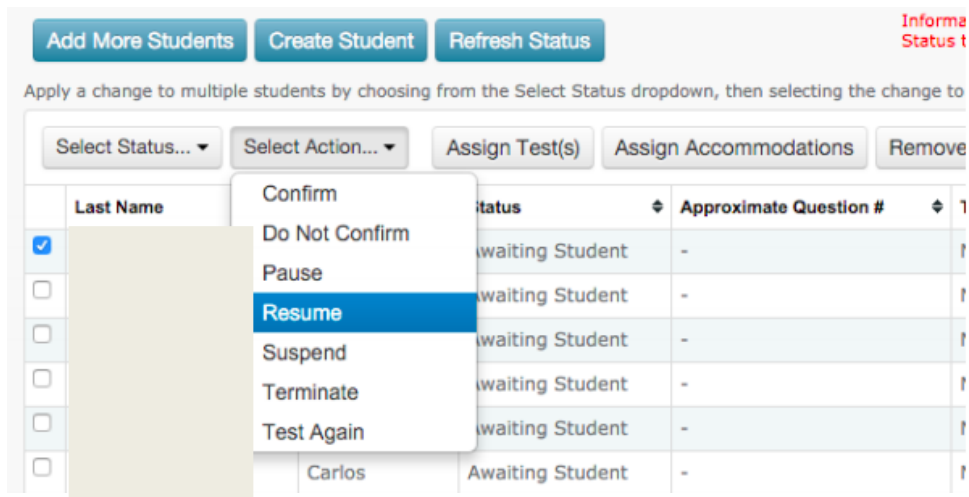 Add More Students Create Student Refresh Status
Informa
Status t
Apply a change to multiple students by choosing from the Select Status dropdown, then selecting the change to
Select Status... Select Action... Assign Test(s) Assign Accommodations Remove
Last Name Status Approximate Question # T
Confirm
Do Not Confirm
Pause
Resume
Suspend
Terminate
Test Again
Awaiting Student -
Awaiting Student -
Awaiting Student -
Awaiting Student -
Awaiting Student -
Carlos Awaiting Student -